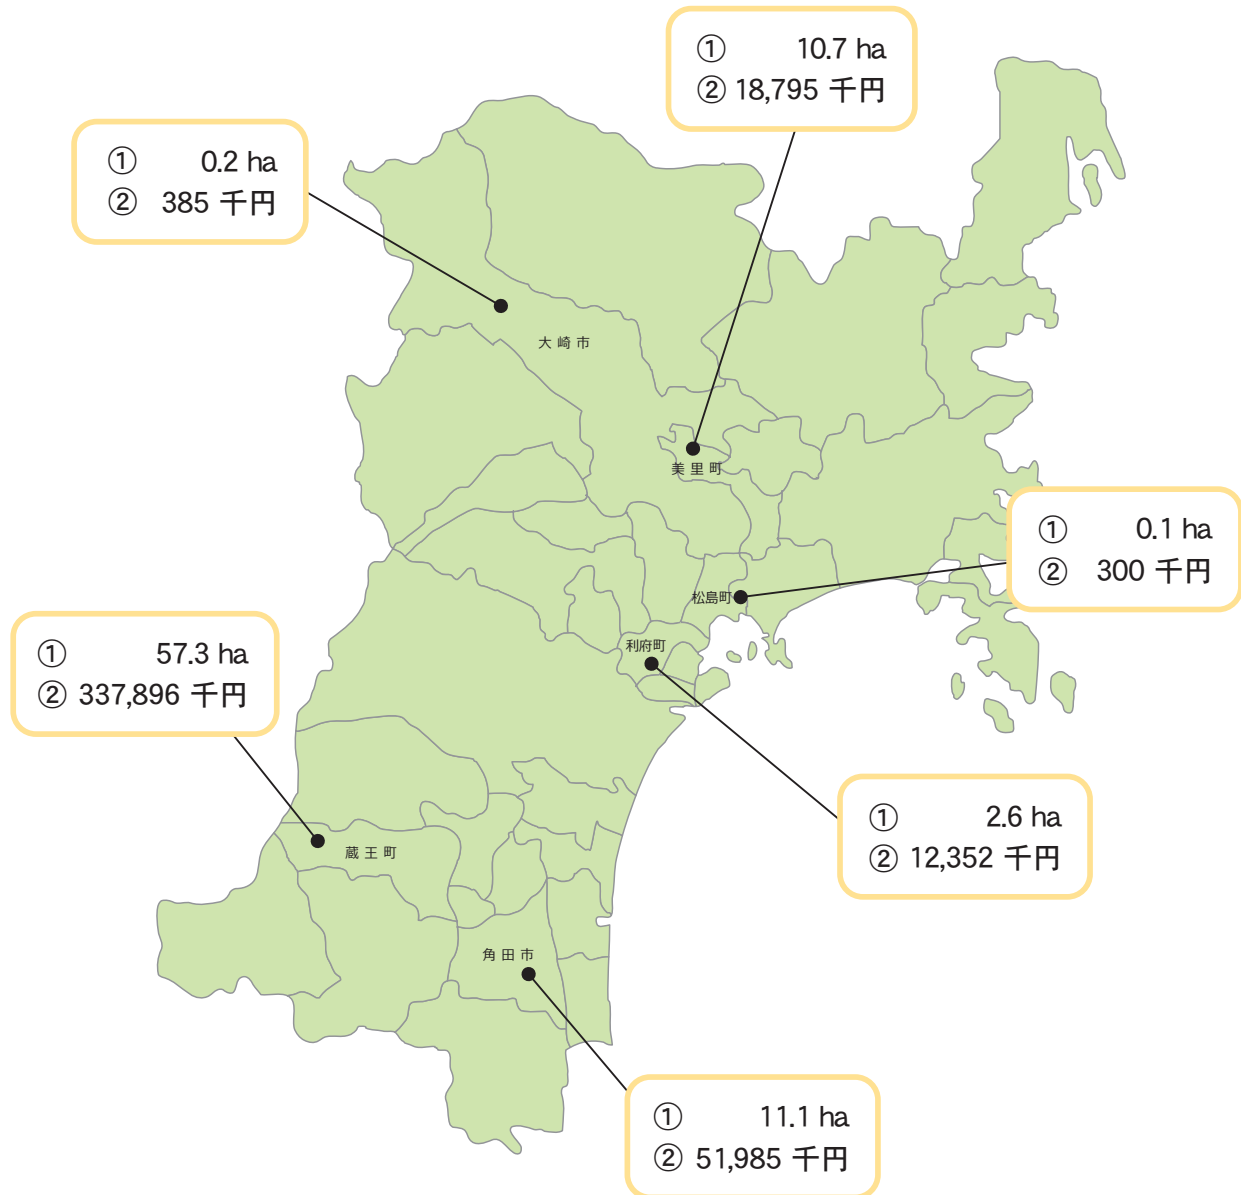 ① 10.7 ha
② 18,795 千円
① 0.2 ha
② 385 千円
大崎市
美里町
① 0.1 ha
② 300 千円
松島町
利府町
① 57.3 ha
② 337,896 千円
① 2.6 ha
② 12,352 千円
蔵王町
角田市
① 11.1 ha
② 51,985 千円